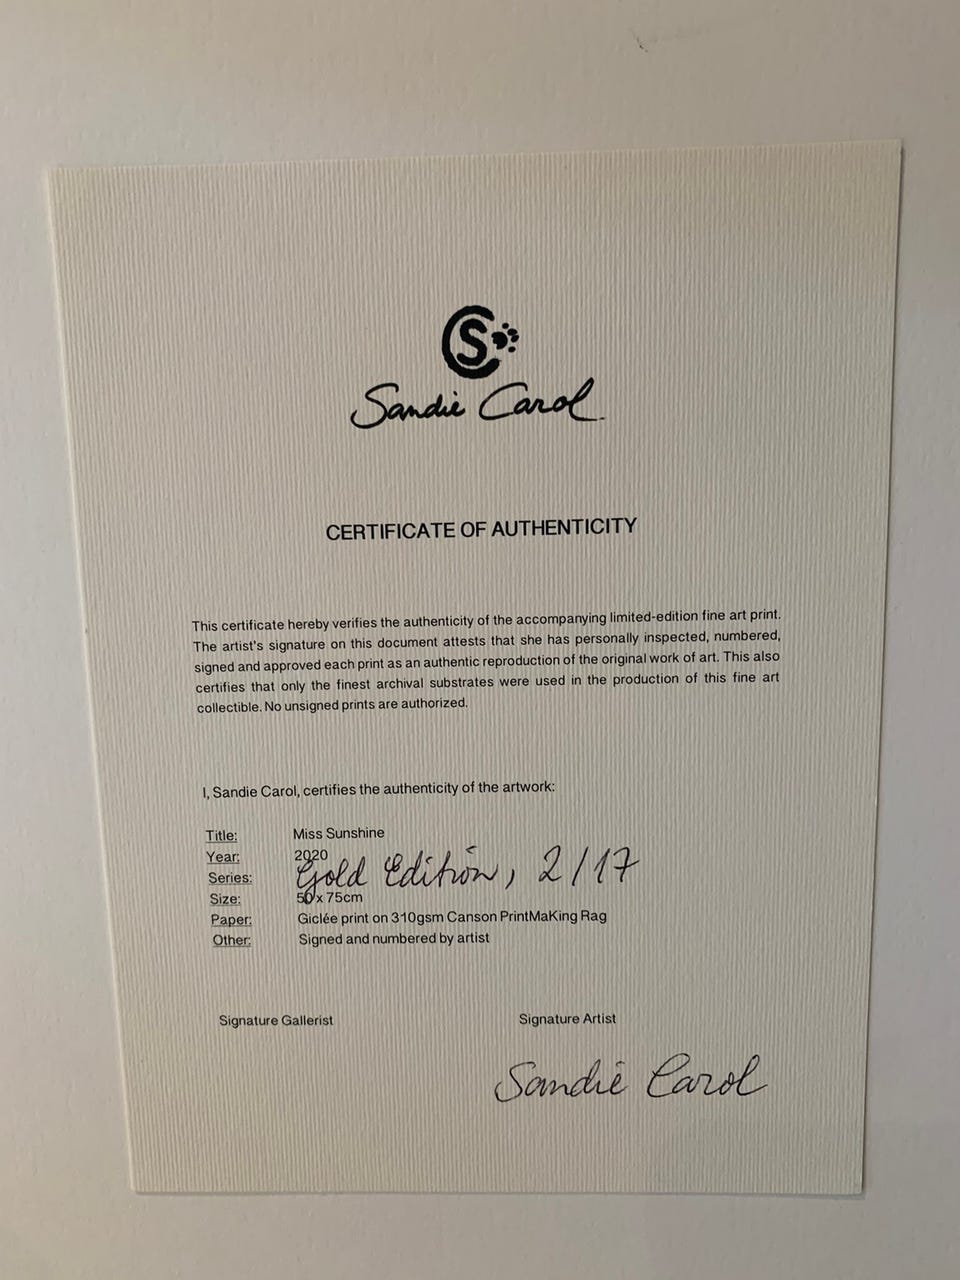 CS
Sandie Carol
CERTIFICATE OF AUTHENTICITY
This certificate hereby verifies the authenticity of the accompanying limited-edition fine art print.
The artist's signature on this document attests that she has personally inspected, numbered,
signed and approved each print as an authentic reproduction of the original work of art. This also
certifies that only the finest archival substrates were used in the production of this fine art
collectible. No unsigned prints are authorized.
I, Sandie Carol, certifies the authenticity of the artwork:
Title: Miss Sunshine
Year: 2020
Series: Gold Edition, 2/17
Size: 50 x 75cm
Paper: Giclée print on 310gsm Canson PrintMaKing Rag
Other: Signed and numbered by artist
Signature Gallerist Signature Artist
Sandie Carol